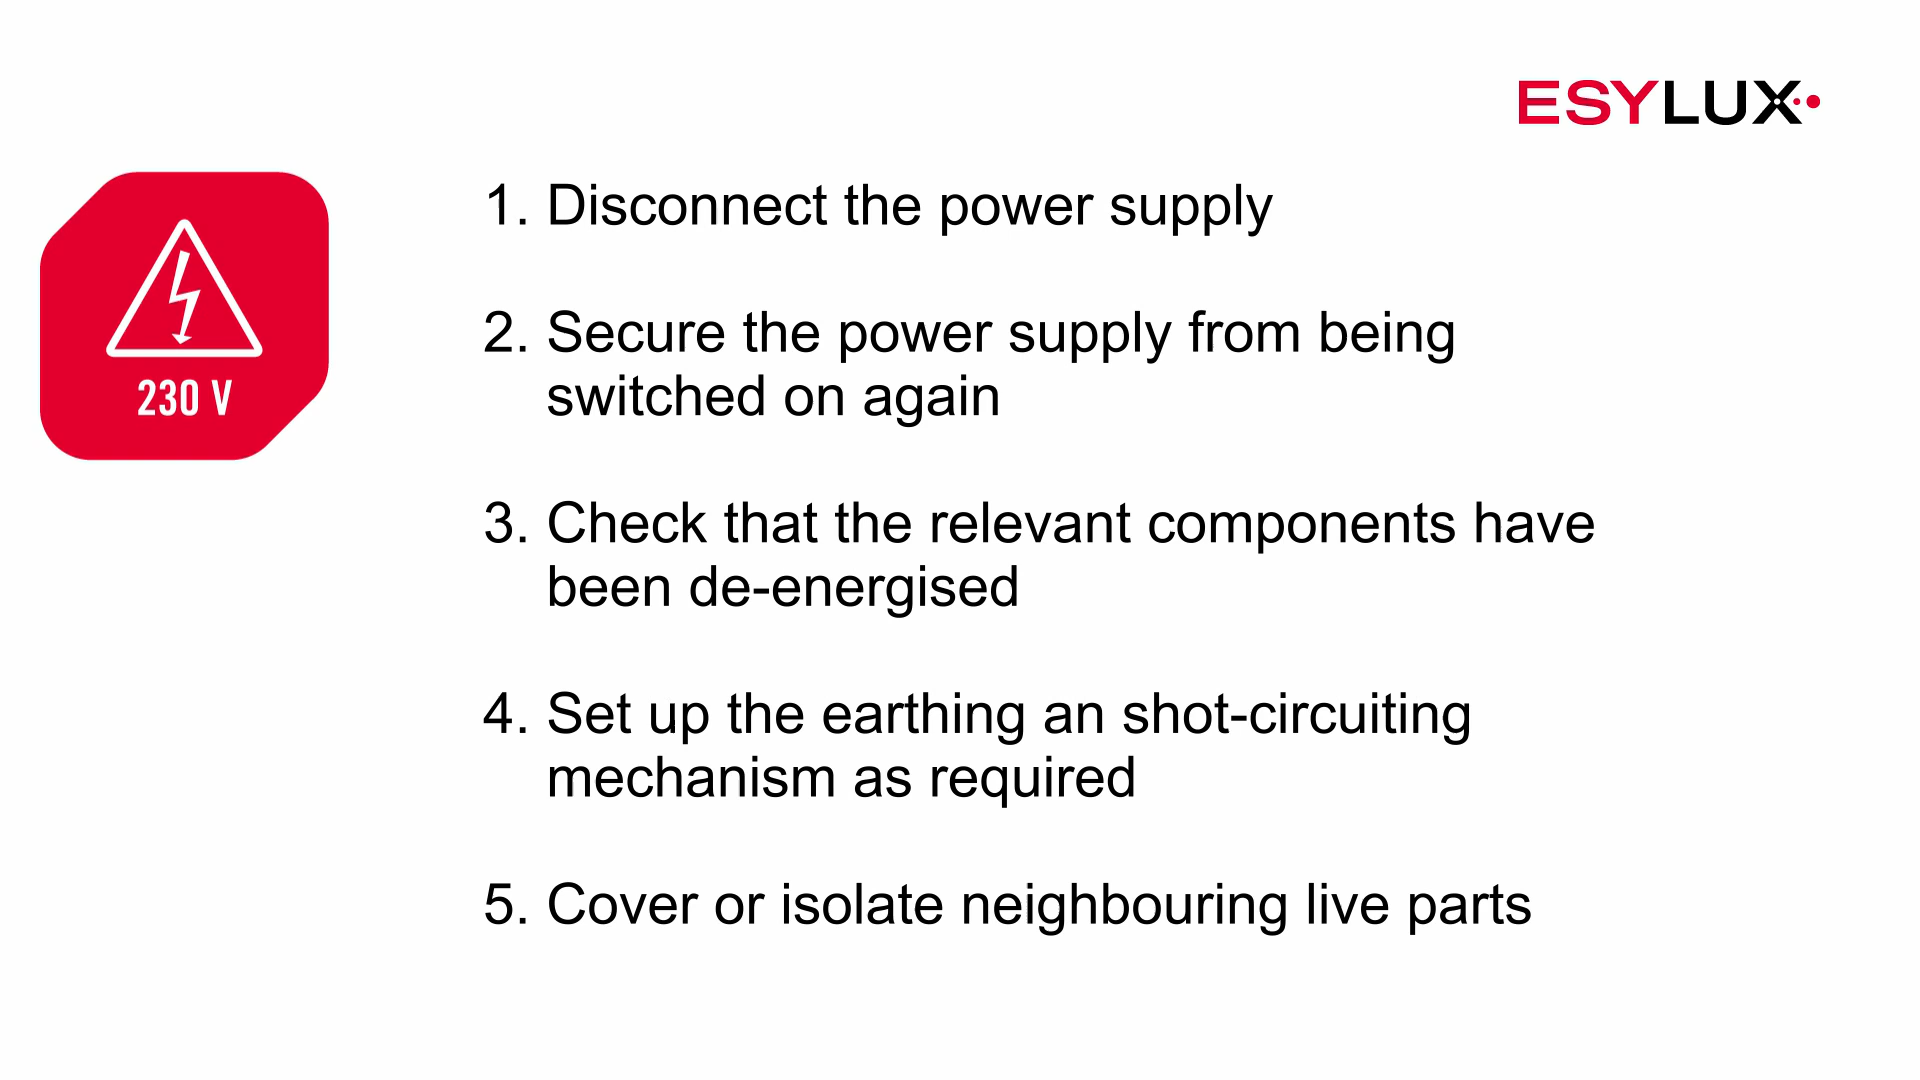 ESYLUX
230 V
1. Disconnect the power supply
2. Secure the power supply from being
switched on again
3. Check that the relevant components have
been de-energised
4. Set up the earthing an shot-circuiting
mechanism as required
5. Cover or isolate neighbouring live parts